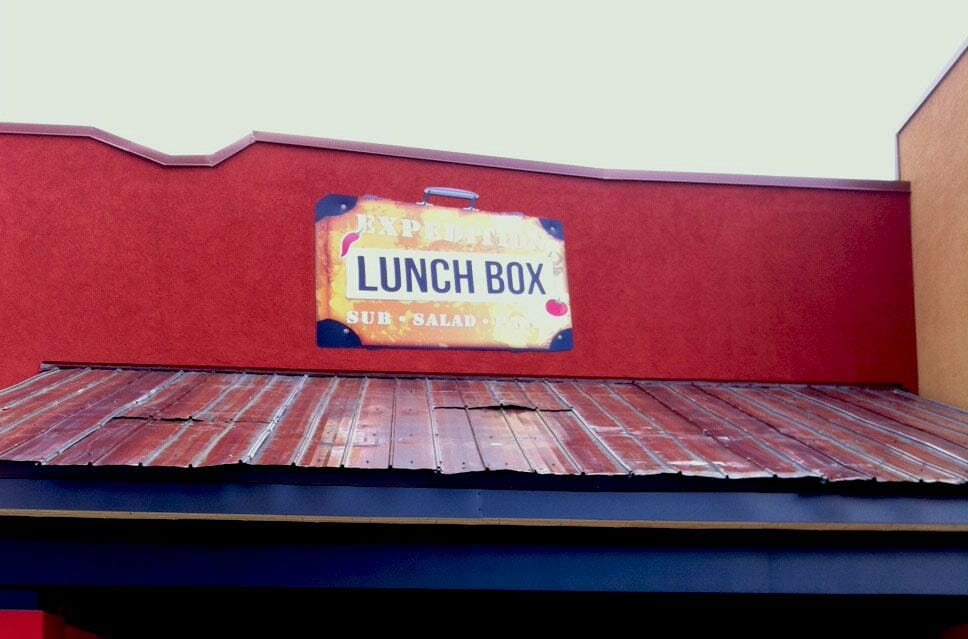 EXPEDITION
LUNCH BOX
SUB • SALAD •